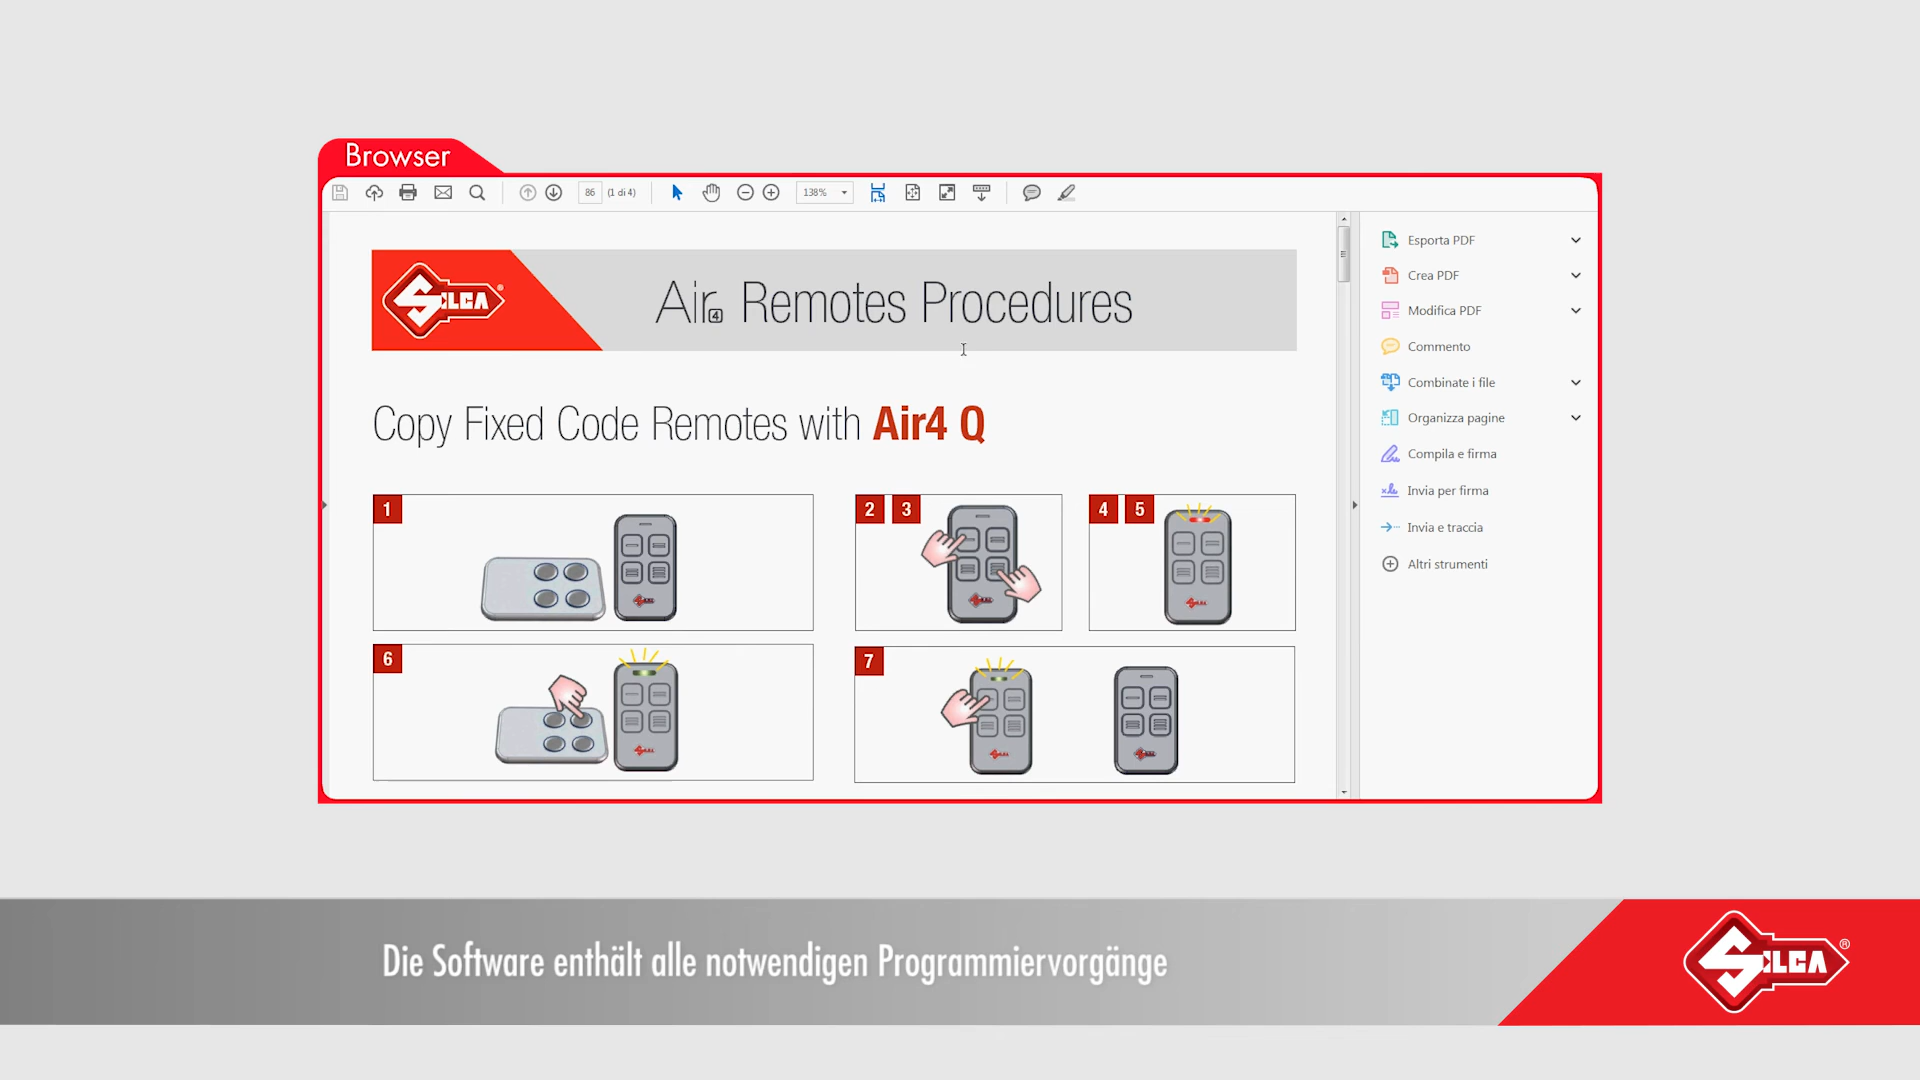 Browser
86 (1 di 4) 138%
SILCA®
Air4 Remotes Procedures
Copy Fixed Code Remotes with Air4 Q
1
2 3
4 5
6
7
Esporta PDF
Crea PDF
Modifica PDF
Commento
Combinate i file
Organizza pagine
Compila e firma
Invia per firma
Invia e traccia
Altri strumenti
Die Software enthält alle notwendigen Programmiervorgänge
SILCA®